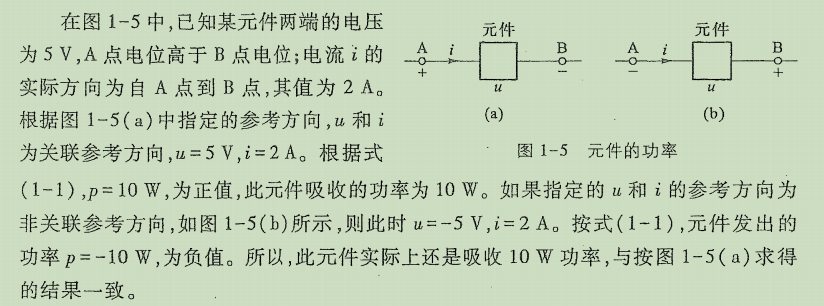 在图 1-5 中,已知某元件两端的电压
为 5 V,A 点电位高于 B 点电位;电流 i 的
实际方向为自 A 点到 B 点,其值为 2 A。
根据图 1-5(a)中指定的参考方向,u 和 i
为关联参考方向,u=5 V,i=2 A。根据式
元件
A i B
+ −
u
(a)
元件
A i B
− +
u
(b)
图 1-5 元件的功率
(1-1),p=10 W,为正值,此元件吸收的功率为 10 W。如果指定的 u 和 i 的参考方向为
非关联参考方向,如图 1-5(b)所示,则此时 u=-5 V,i=2 A。按式(1-1),元件发出的
功率 p=-10 W,为负值。所以,此元件实际上还是吸收 10 W 功率,与按图 1-5(a)求得
的结果一致。